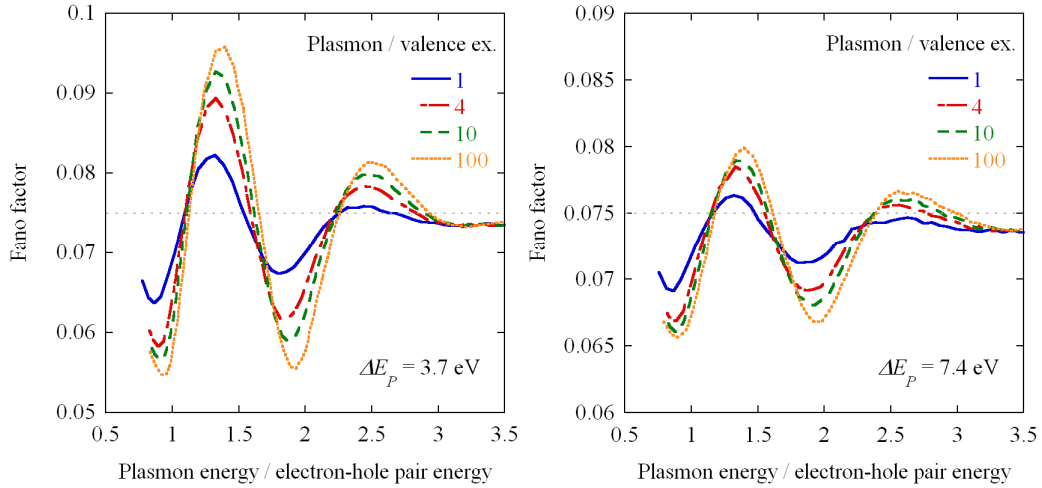 Plasmon / valence ex.
1
4
10
100
ΔE_P = 3.7 eV
0.1
0.09
0.08
0.07
0.06
0.05
0.5 1 1.5 2 2.5 3 3.5
Fano factor
Plasmon energy / electron-hole pair energy
Plasmon / valence ex.
1
4
10
100
ΔE_P = 7.4 eV
0.09
0.085
0.08
0.075
0.07
0.065
0.06
0.5 1 1.5 2 2.5 3 3.5
Fano factor
Plasmon energy / electron-hole pair energy